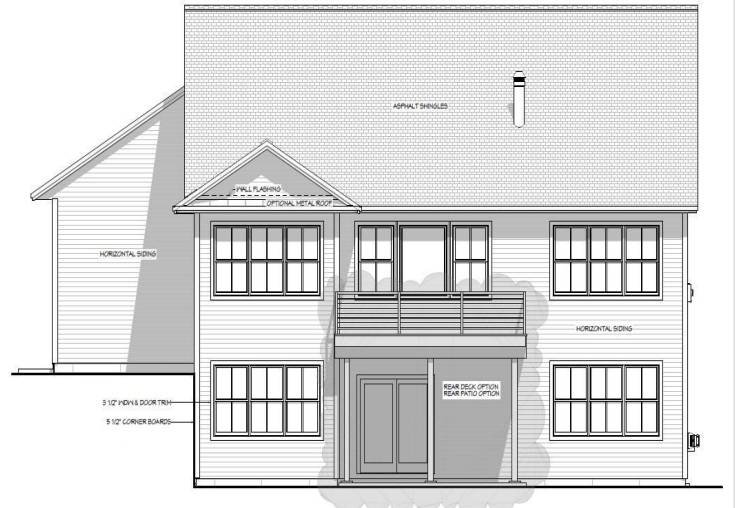 ASPHALT SHINGLES
WALL FLASHING
OPTIONAL METAL ROOF
HORIZONTAL SIDING
HORIZONTAL SIDING
REAR DECK OPTION
REAR PATIO OPTION
3 1/2" WDW & DOOR TRIM
5 1/2" CORNER BOARDS